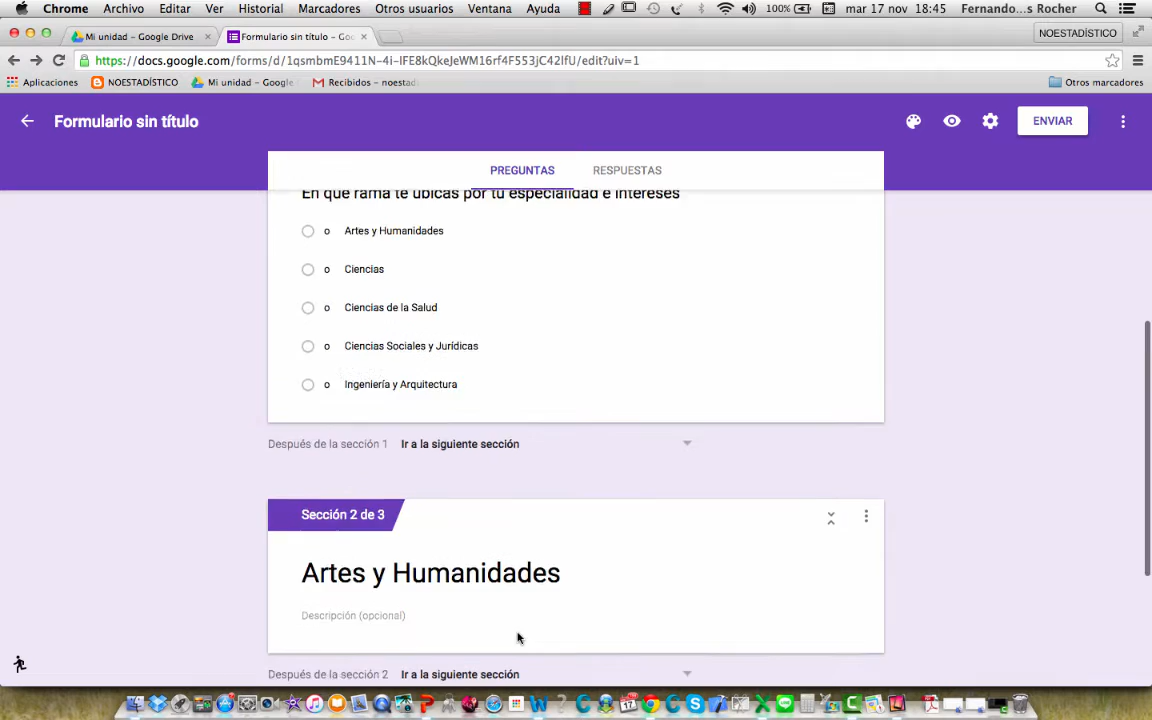 Chrome Archivo Editar Ver Historial Marcadores Otros usuarios Ventana Ayuda 100% mar 17 nov 18:45 Fernando...s Rocher
Mi unidad – Google Drive × Formulario sin título – Goo × NOESTADÍSTICO
https://docs.google.com/forms/d/1qsmbmE9411N-4i-IFE8kQkeJeWM16rf4F553jC42lfU/edit?uiv=1
Aplicaciones NOESTADÍSTICO Mi unidad – Google Recibidos – noestad Otros marcadores
Formulario sin título ENVIAR
PREGUNTAS RESPUESTAS
En que rama te ubicas por tu especialidad e intereses
o Artes y Humanidades
o Ciencias
o Ciencias de la Salud
o Ciencias Sociales y Jurídicas
o Ingeniería y Arquitectura
Después de la sección 1 Ir a la siguiente sección
Sección 2 de 3
Artes y Humanidades
Descripción (opcional)
Después de la sección 2 Ir a la siguiente sección